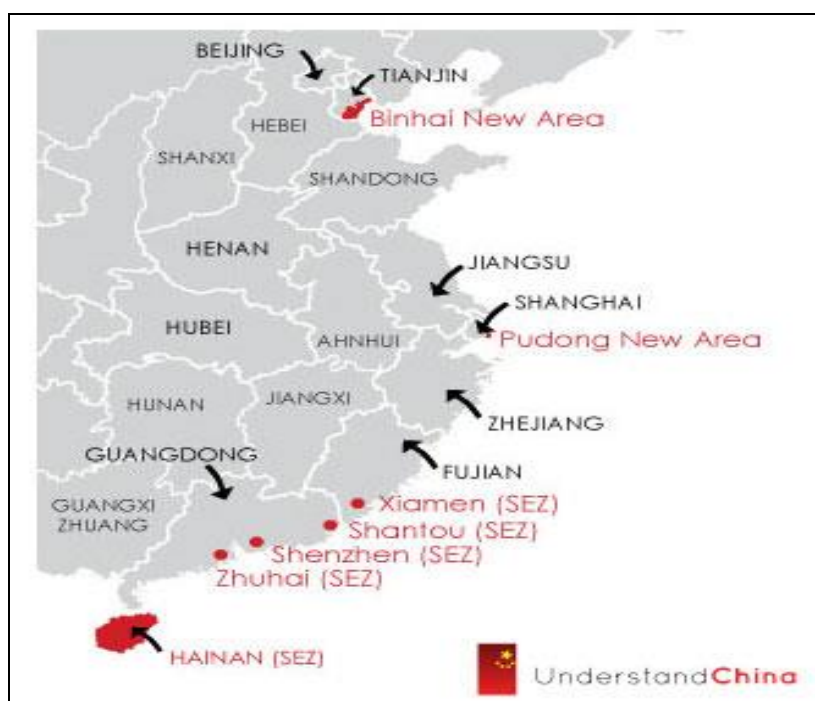 BEIJING
TIANJIN
Binhai New Area
HEBEI
SHANXI
SHANDONG
HENAN
JIANGSU
SHANGHAI
HUBEI
AHNHUI
Pudong New Area
HUNAN
JIANGXI
ZHEJIANG
GUANGDONG
FUJIAN
GUANGXI
ZHUANG
Xiamen (SEZ)
Shantou (SEZ)
Shenzhen (SEZ)
Zhuhai (SEZ)
HAINAN (SEZ)
UnderstandChina